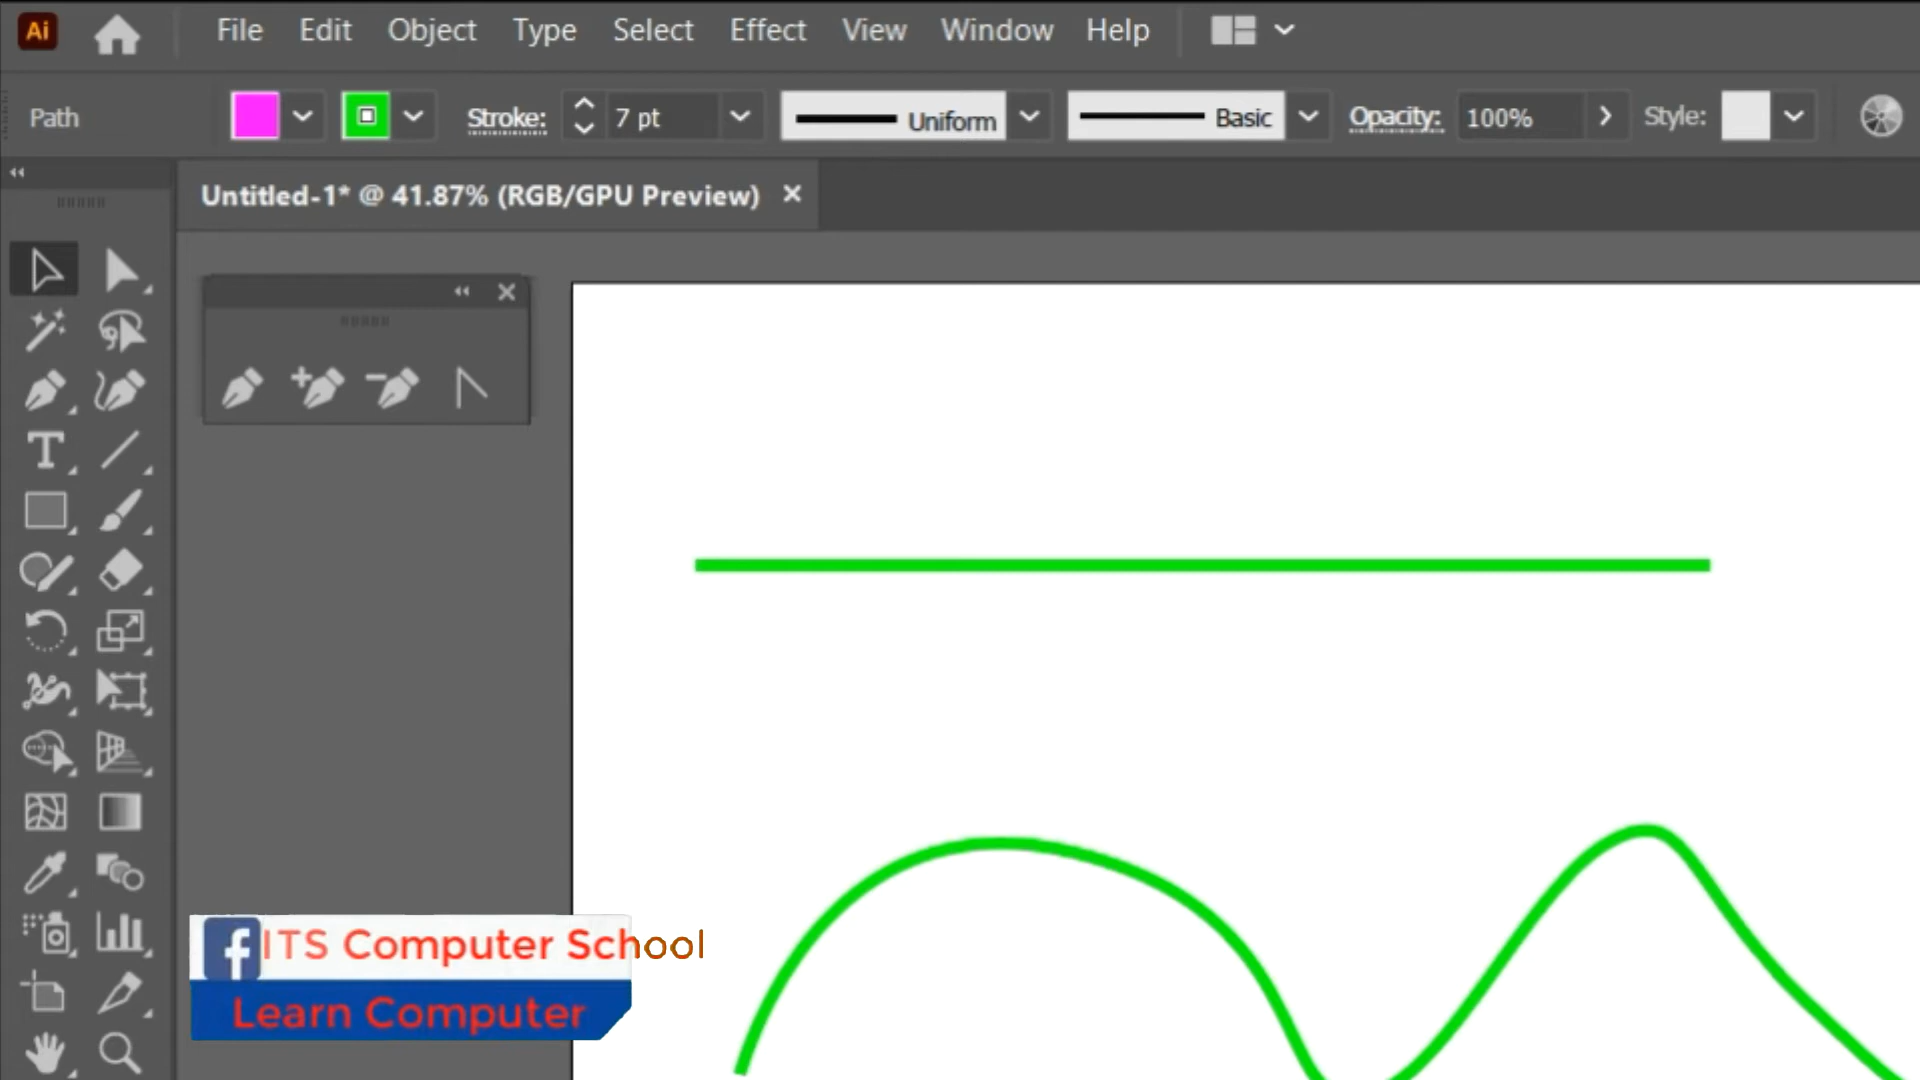 Ai File Edit Object Type Select Effect View Window Help
Path Stroke: 7 pt Uniform Basic Opacity: 100% Style:
Untitled-1* @ 41.87% (RGB/GPU Preview)
ITS Computer School
Learn Computer